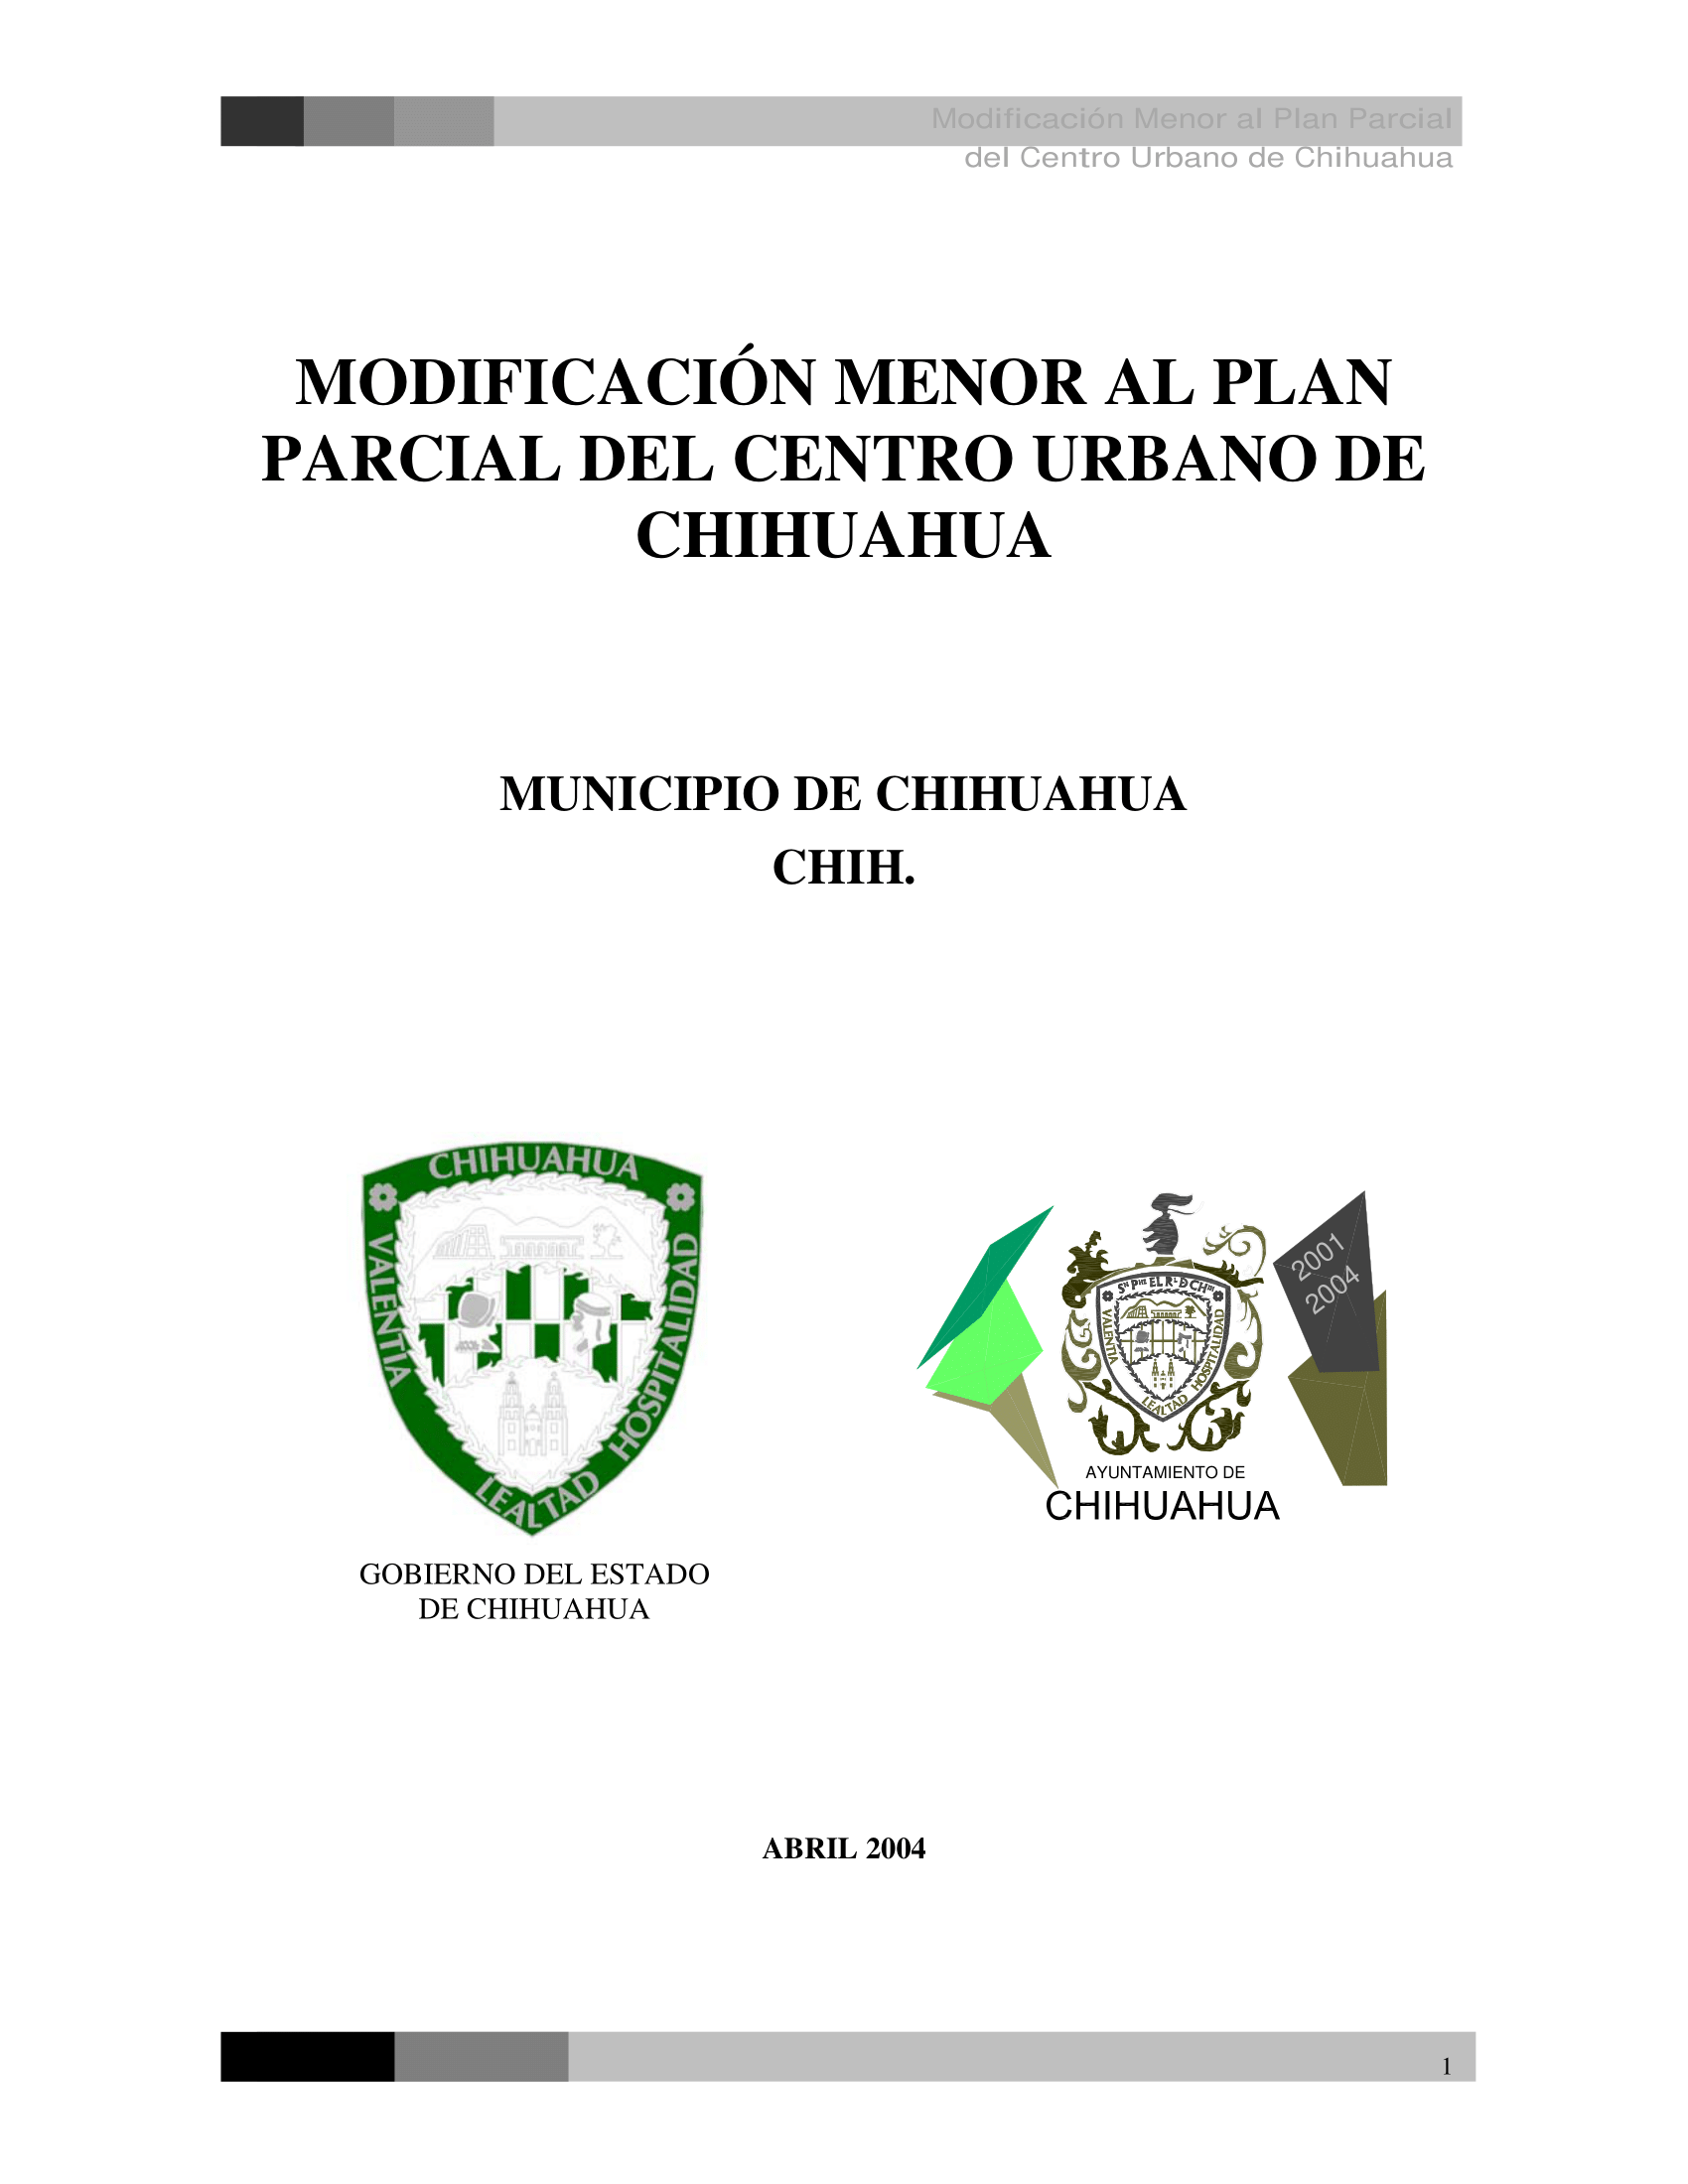 Modificación Menor al Plan Parcial
del Centro Urbano de Chihuahua
MODIFICACIÓN MENOR AL PLAN
PARCIAL DEL CENTRO URBANO DE
CHIHUAHUA
MUNICIPIO DE CHIHUAHUA
CHIH.
CHIHUAHUA
VALENTIA
LEALTAD
HOSPITALIDAD
GOBIERNO DEL ESTADO
DE CHIHUAHUA
VALENTIA
LEALTAD
HOSPITALIDAD
2001
2004
AYUNTAMIENTO DE
CHIHUAHUA
ABRIL 2004
1